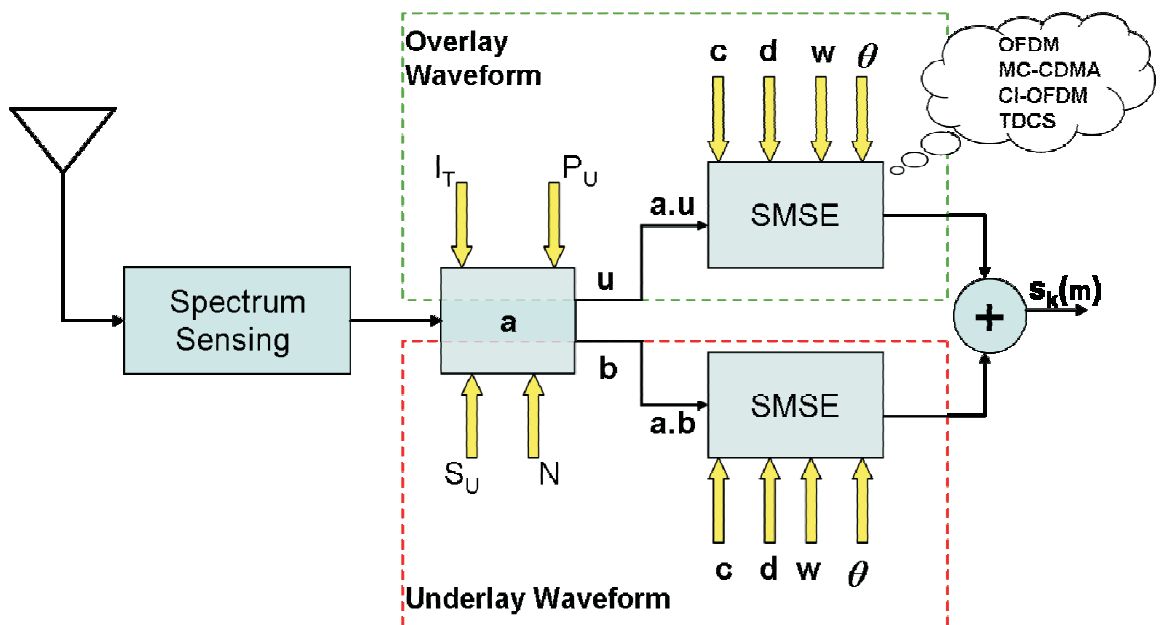 Overlay
Waveform
c d w θ
OFDM
MC-CDMA
CI-OFDM
TDCS
I_T P_U
a.u
SMSE
u
Spectrum
Sensing
a
+
s_k(m)
b
a.b
SMSE
S_U N
c d w θ
Underlay Waveform